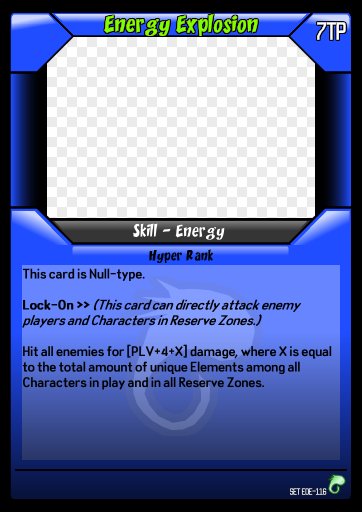 Energy Explosion
7TP
Skill - Energy
Hyper Rank
This card is Null-type.
Lock-On >> (This card can directly attack enemy
players and Characters in Reserve Zones.)
Hit all enemies for [PLV+4+X] damage, where X is equal
to the total amount of unique Elements among all
Characters in play and in all Reserve Zones.
SET EOE-116